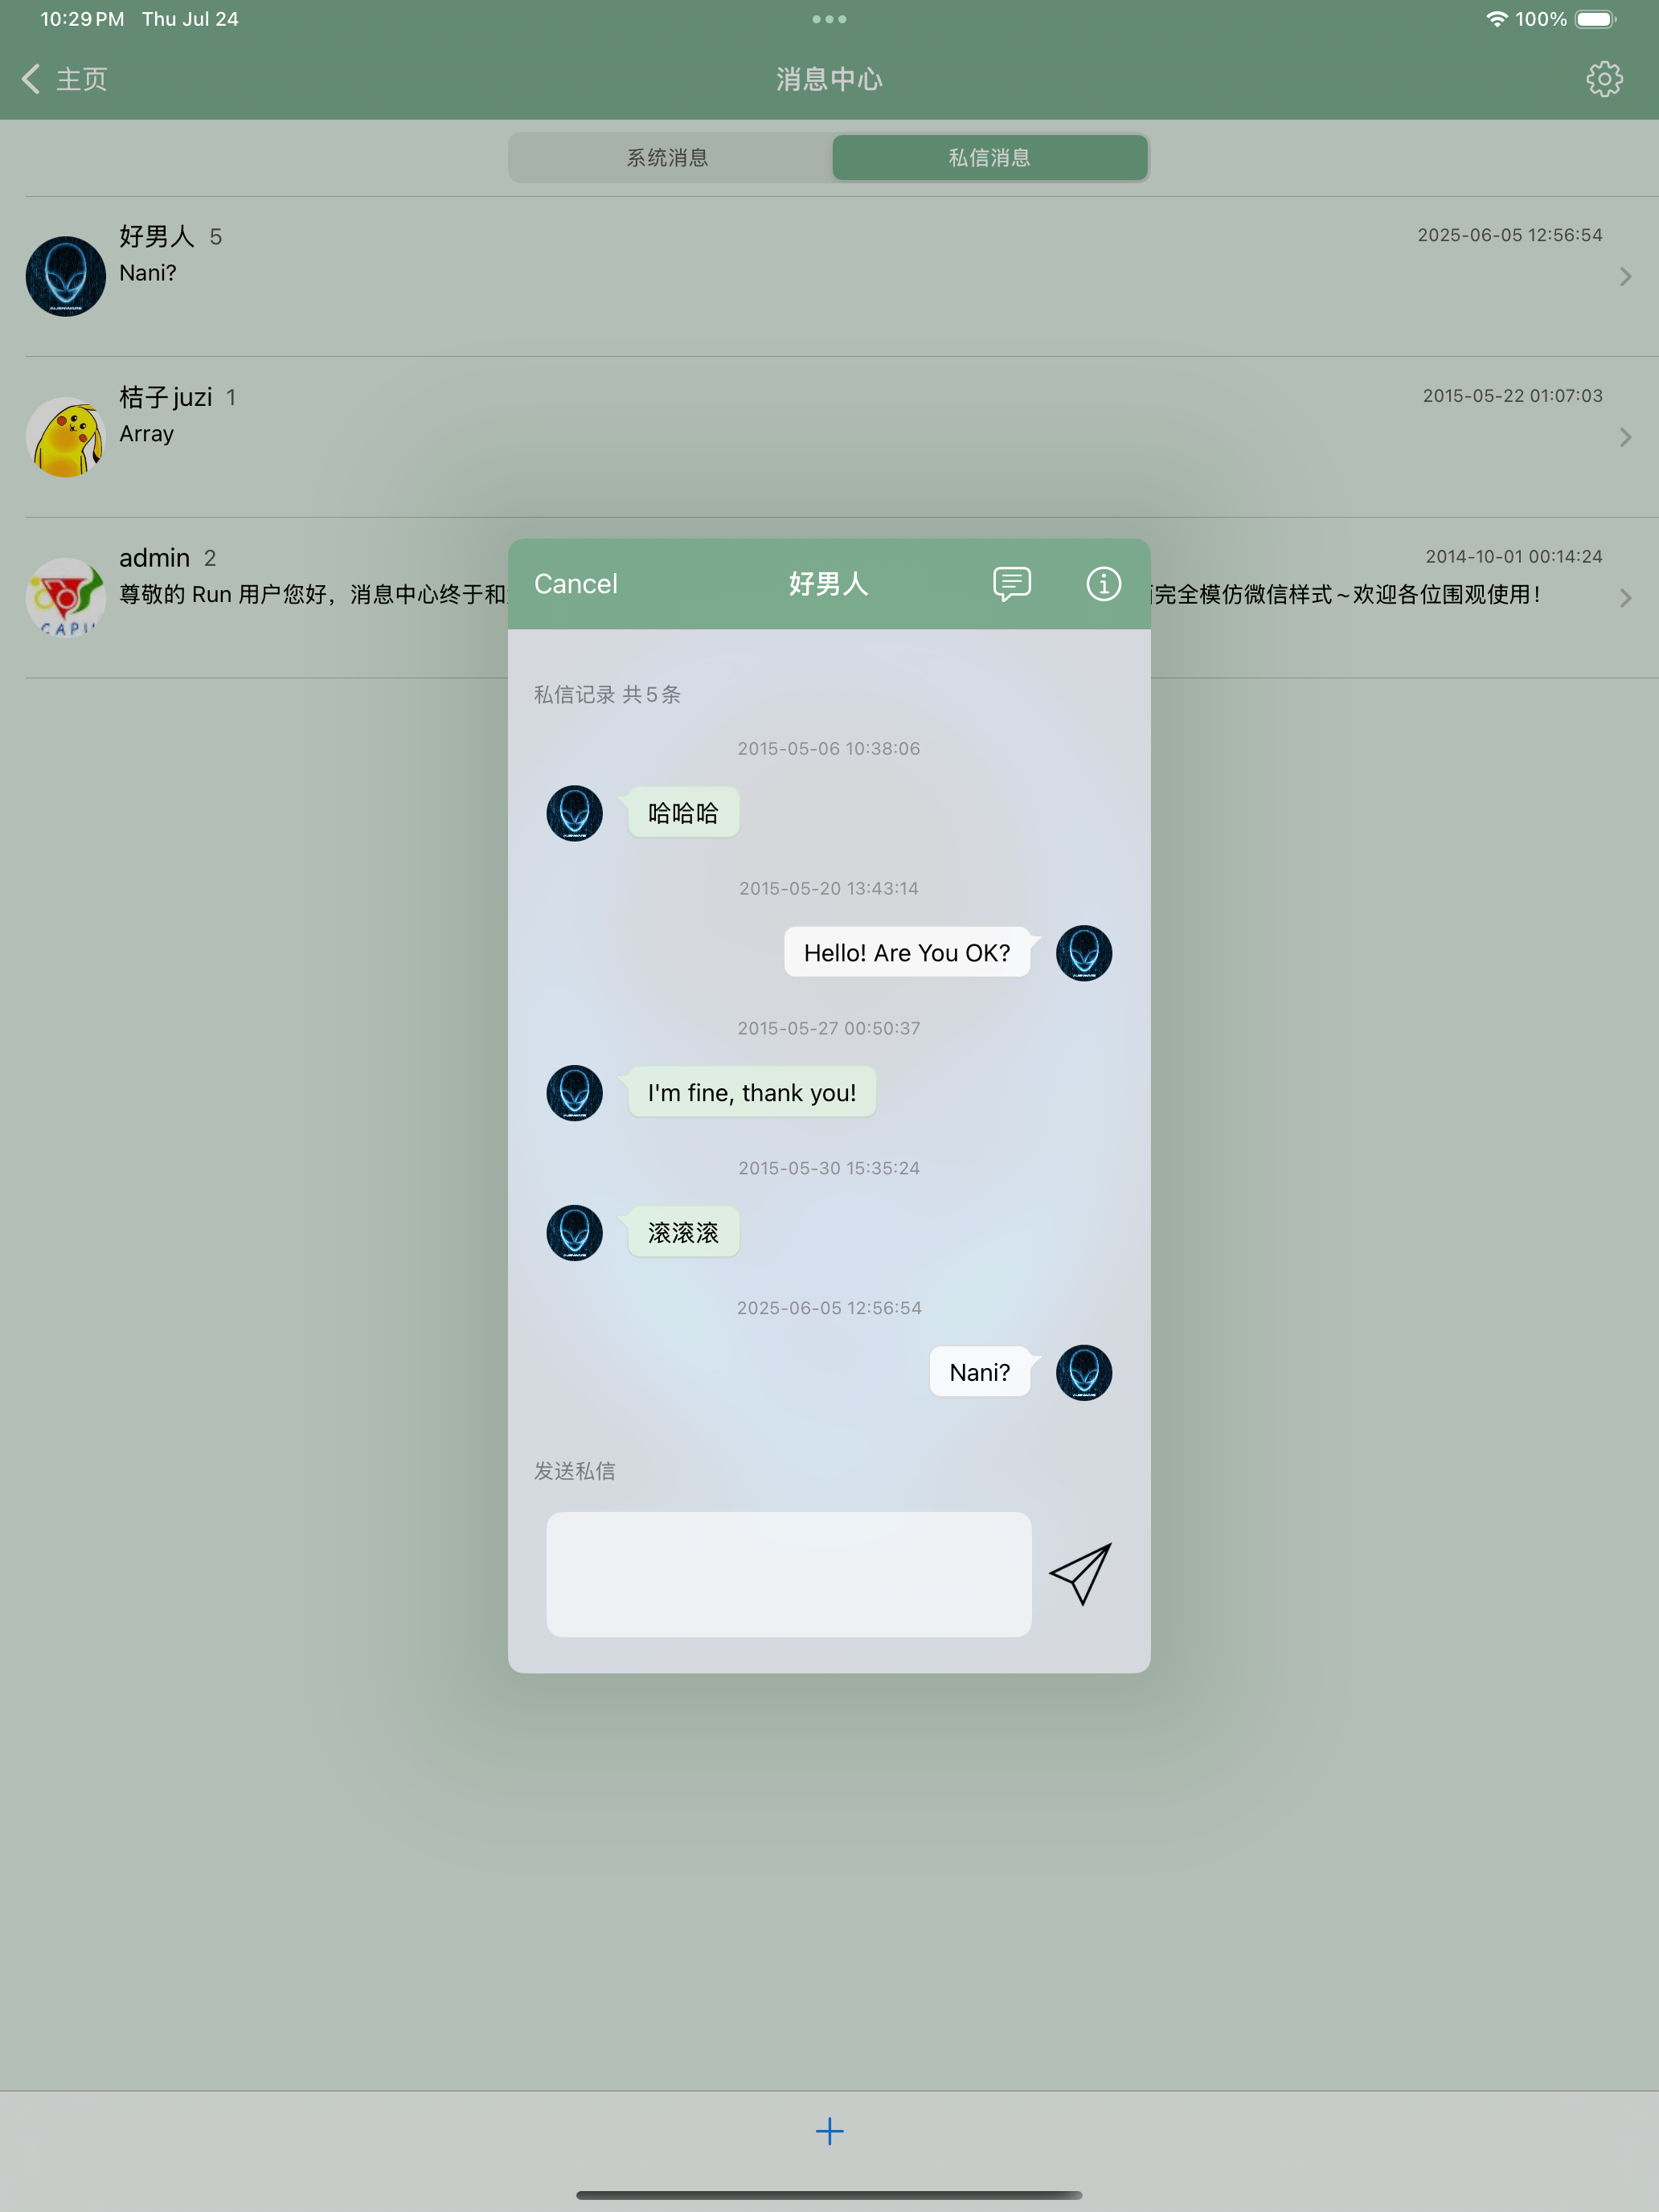 10:29 PM Thu Jul 24
100%
主页
消息中心
系统消息
私信消息
好男人 5
2025-06-05 12:56:54
Nani?
桔子juzi 1
2015-05-22 01:07:03
Array
admin 2
2014-10-01 00:14:24
尊敬的 Run 用户您好，消息中心终于和
完全模仿微信样式~欢迎各位围观使用！
CAPU
Cancel
好男人
私信记录 共5条
2015-05-06 10:38:06
哈哈哈
2015-05-20 13:43:14
Hello! Are You OK?
2015-05-27 00:50:37
I'm fine, thank you!
2015-05-30 15:35:24
滚滚滚
2025-06-05 12:56:54
Nani?
发送私信